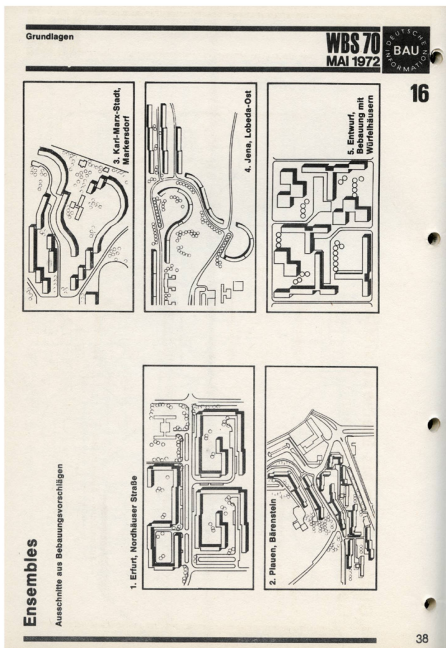 Grundlagen
WBS 70
MAI 1972
DEUTSCHE
BAU
INFORMATION
16
Ensembles
Ausschnitte aus Bebauungsvorschlägen
1. Erfurt, Nordhäuser Straße
2. Plauen, Bärenstein
3. Karl-Marx-Stadt,
Markersdorf
4. Jena, Lobeda-Ost
5. Entwurf,
Bebauung mit
Würfelhäusern
38